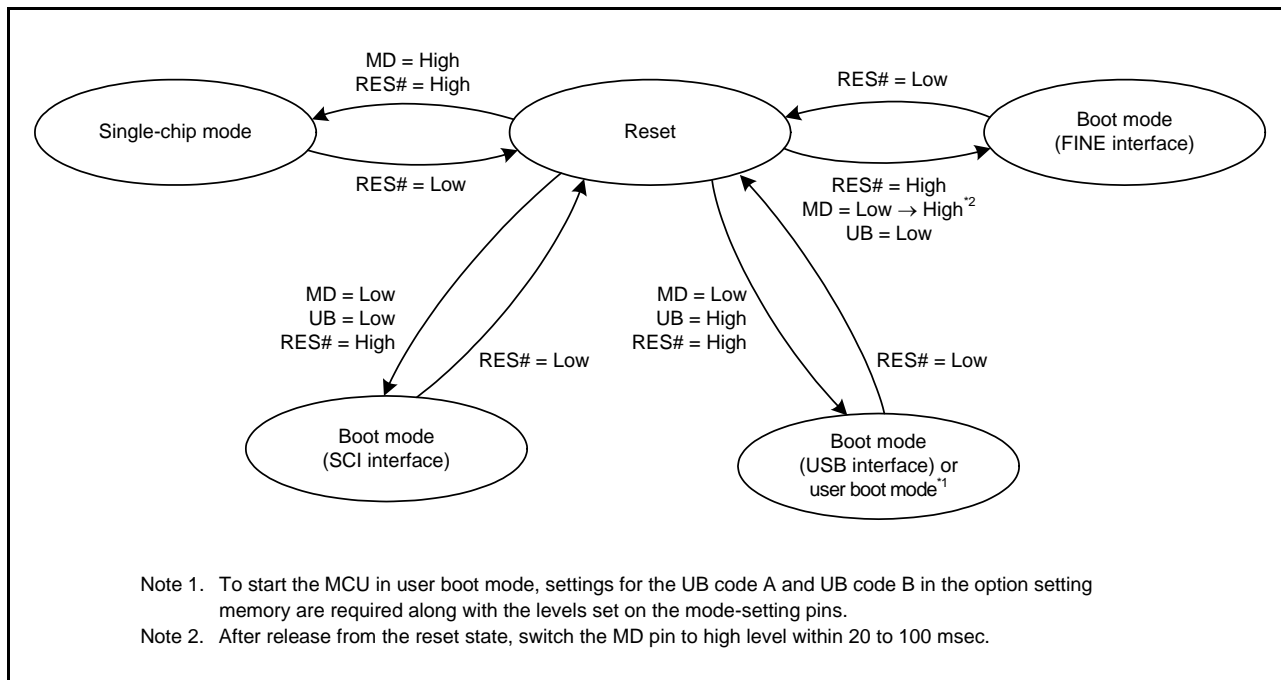 MD = High
RES# = High
RES# = Low
Single-chip mode
Reset
Boot mode
(FINE interface)
RES# = Low
RES# = High
MD = Low → High*2
UB = Low
MD = Low
UB = Low
RES# = High
MD = Low
UB = High
RES# = High
RES# = Low
RES# = Low
Boot mode
(SCI interface)
Boot mode
(USB interface) or
user boot mode*1
Note 1. To start the MCU in user boot mode, settings for the UB code A and UB code B in the option setting
memory are required along with the levels set on the mode-setting pins.
Note 2. After release from the reset state, switch the MD pin to high level within 20 to 100 msec.